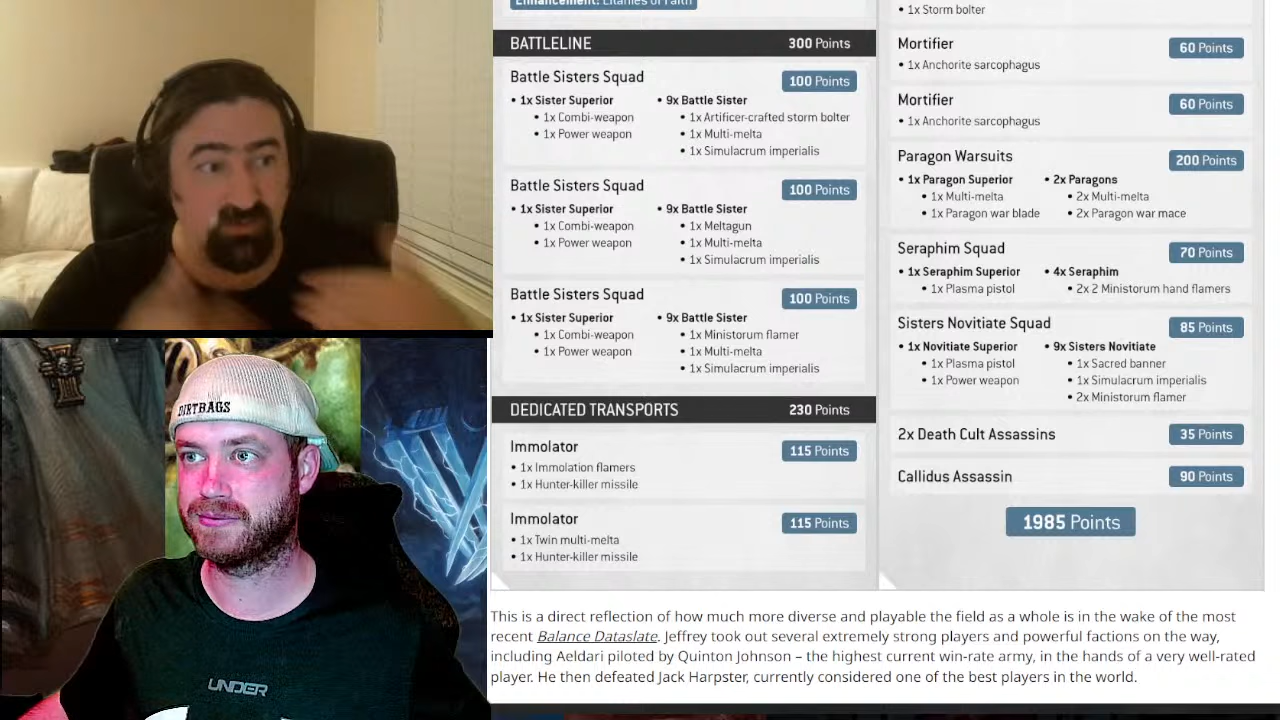 Enhancement: Litanies of Faith
BATTLELINE 300 Points
Battle Sisters Squad 100 Points
• 1x Sister Superior
• 1x Combi-weapon
• 1x Power weapon
• 9x Battle Sister
• 1x Artificer-crafted storm bolter
• 1x Multi-melta
• 1x Simulacrum imperialis
Battle Sisters Squad 100 Points
• 1x Sister Superior
• 1x Combi-weapon
• 1x Power weapon
• 9x Battle Sister
• 1x Meltagun
• 1x Multi-melta
• 1x Simulacrum imperialis
Battle Sisters Squad 100 Points
• 1x Sister Superior
• 1x Combi-weapon
• 1x Power weapon
• 9x Battle Sister
• 1x Ministorum flamer
• 1x Multi-melta
• 1x Simulacrum imperialis
DEDICATED TRANSPORTS 230 Points
Immolator 115 Points
• 1x Immolation flamers
• 1x Hunter-killer missile
Immolator 115 Points
• 1x Twin multi-melta
• 1x Hunter-killer missile
• 1x Storm bolter
Mortifier 60 Points
• 1x Anchorite sarcophagus
Mortifier 60 Points
• 1x Anchorite sarcophagus
Paragon Warsuits 200 Points
• 1x Paragon Superior
• 1x Multi-melta
• 1x Paragon war blade
• 2x Paragons
• 2x Multi-melta
• 2x Paragon war mace
Seraphim Squad 70 Points
• 1x Seraphim Superior
• 1x Plasma pistol
• 4x Seraphim
• 2x 2 Ministorum hand flamers
Sisters Novitiate Squad 85 Points
• 1x Novitiate Superior
• 1x Plasma pistol
• 1x Power weapon
• 9x Sisters Novitiate
• 1x Sacred banner
• 1x Simulacrum imperialis
• 2x Ministorum flamer
2x Death Cult Assassins 35 Points
Callidus Assassin 90 Points
1985 Points
This is a direct reflection of how much more diverse and playable the field as a whole is in the wake of the most
recent Balance Dataslate. Jeffrey took out several extremely strong players and powerful factions on the way,
including Aeldari piloted by Quinton Johnson – the highest current win-rate army, in the hands of a very well-rated
player. He then defeated Jack Harpster, currently considered one of the best players in the world.
DIRTBAGS
UNDER